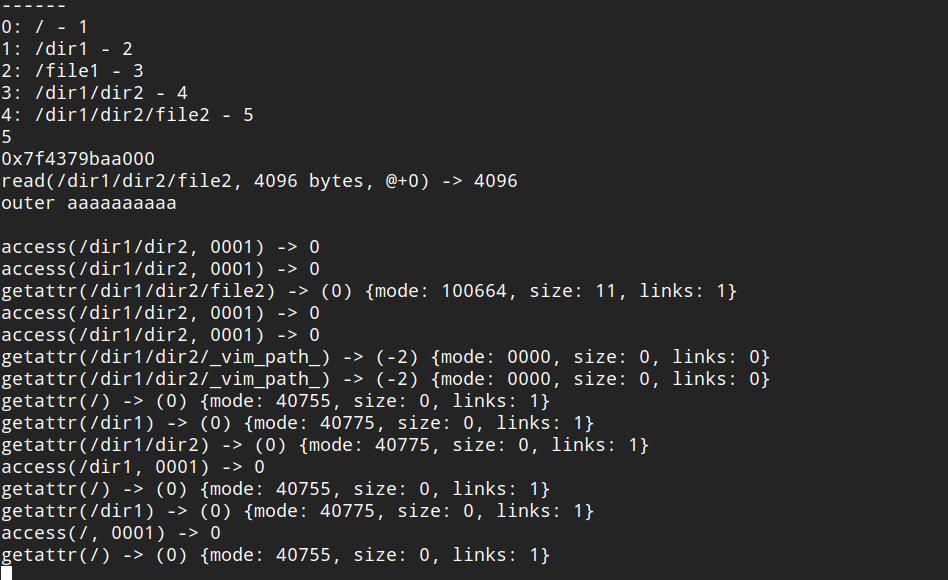 ------
0: / - 1
1: /dir1 - 2
2: /file1 - 3
3: /dir1/dir2 - 4
4: /dir1/dir2/file2 - 5
5
0x7f4379baa000
read(/dir1/dir2/file2, 4096 bytes, @+0) -> 4096
outer aaaaaaaaaa

access(/dir1/dir2, 0001) -> 0
access(/dir1/dir2, 0001) -> 0
getattr(/dir1/dir2/file2) -> (0) {mode: 100664, size: 11, links: 1}
access(/dir1/dir2, 0001) -> 0
access(/dir1/dir2, 0001) -> 0
getattr(/dir1/dir2/_vim_path_) -> (-2) {mode: 0000, size: 0, links: 0}
getattr(/dir1/dir2/_vim_path_) -> (-2) {mode: 0000, size: 0, links: 0}
getattr(/) -> (0) {mode: 40755, size: 0, links: 1}
getattr(/dir1) -> (0) {mode: 40775, size: 0, links: 1}
getattr(/dir1/dir2) -> (0) {mode: 40775, size: 0, links: 1}
access(/dir1, 0001) -> 0
getattr(/) -> (0) {mode: 40755, size: 0, links: 1}
getattr(/dir1) -> (0) {mode: 40775, size: 0, links: 1}
access(/, 0001) -> 0
getattr(/) -> (0) {mode: 40755, size: 0, links: 1}